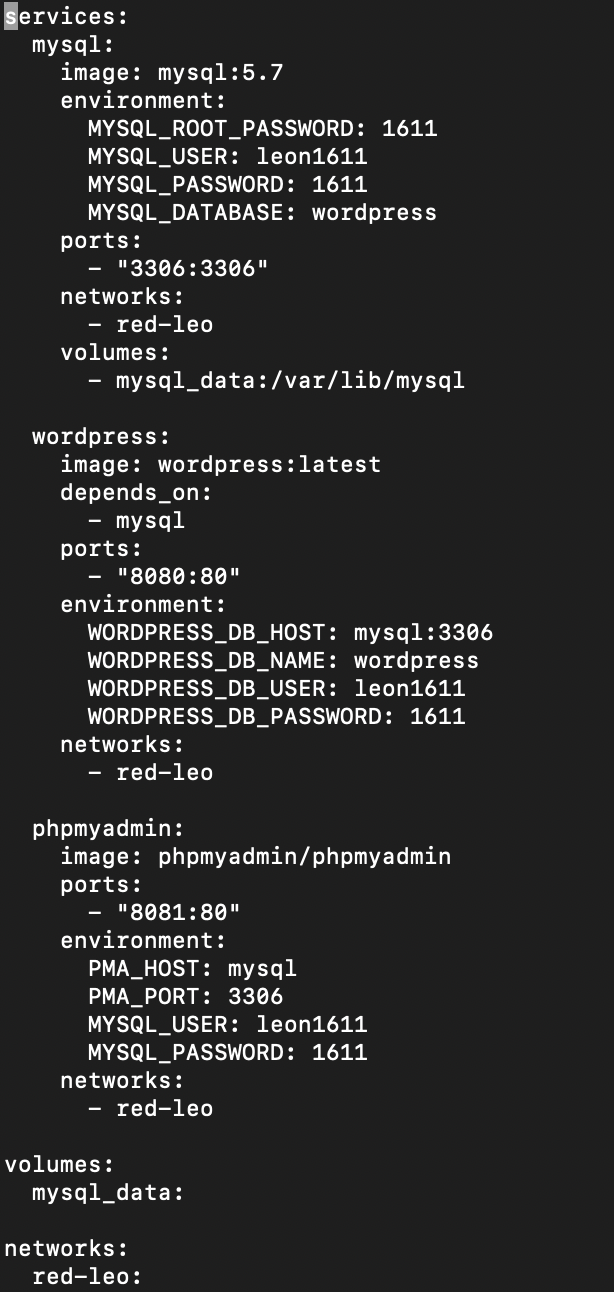 services:
  mysql:
    image: mysql:5.7
    environment:
      MYSQL_ROOT_PASSWORD: 1611
      MYSQL_USER: leon1611
      MYSQL_PASSWORD: 1611
      MYSQL_DATABASE: wordpress
    ports:
      - "3306:3306"
    networks:
      - red-leo
    volumes:
      - mysql_data:/var/lib/mysql

  wordpress:
    image: wordpress:latest
    depends_on:
      - mysql
    ports:
      - "8080:80"
    environment:
      WORDPRESS_DB_HOST: mysql:3306
      WORDPRESS_DB_NAME: wordpress
      WORDPRESS_DB_USER: leon1611
      WORDPRESS_DB_PASSWORD: 1611
    networks:
      - red-leo

  phpmyadmin:
    image: phpmyadmin/phpmyadmin
    ports:
      - "8081:80"
    environment:
      PMA_HOST: mysql
      PMA_PORT: 3306
      MYSQL_USER: leon1611
      MYSQL_PASSWORD: 1611
    networks:
      - red-leo

volumes:
  mysql_data:

networks:
  red-leo: